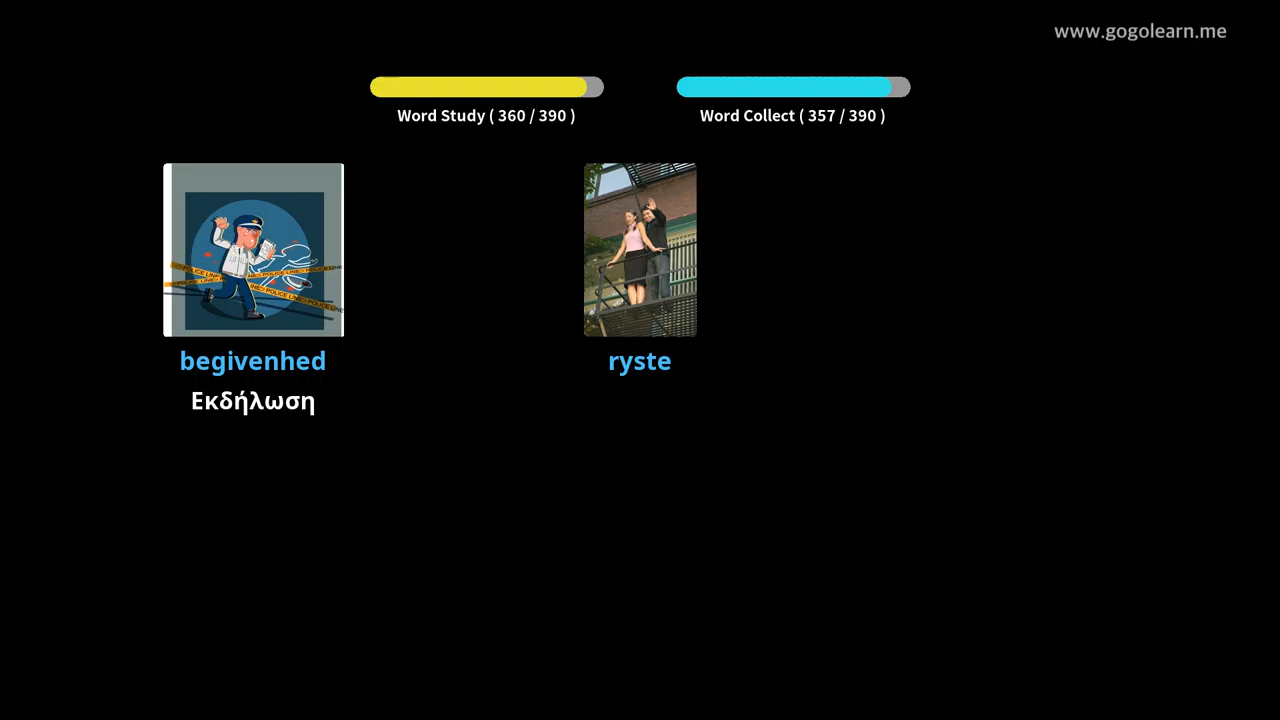 www.gogolearn.me
Word Study ( 360 / 390 )
Word Collect ( 357 / 390 )
begivenhed
ryste
Εκδήλωση